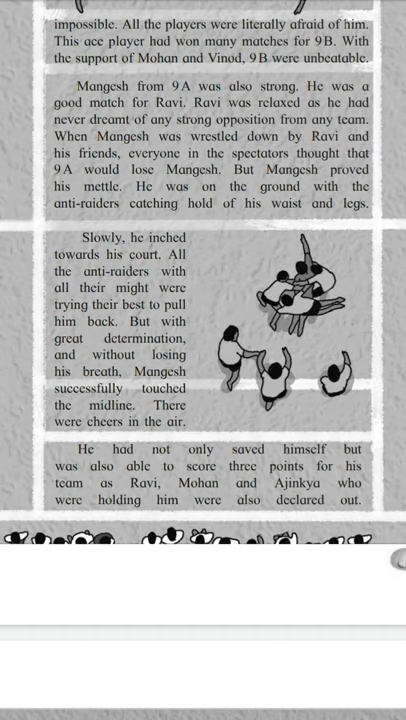 impossible. All the players were literally afraid of him.
This ace player had won many matches for 9B. With
the support of Mohan and Vinod, 9B were unbeatable.
Mangesh from 9A was also strong. He was a
good match for Ravi. Ravi was relaxed as he had
never dreamt of any strong opposition from any team.
When Mangesh was wrestled down by Ravi and
his friends, everyone in the spectators thought that
9A would lose Mangesh. But Mangesh proved
his mettle. He was on the ground with the
anti-raiders catching hold of his waist and legs.
Slowly, he inched
towards his court. All
the anti-raiders with
all their might were
trying their best to pull
him back. But with
great determination,
and without losing
his breath, Mangesh
successfully touched
the midline. There
were cheers in the air.
He had not only saved himself but
was also able to score three points for his
team as Ravi, Mohan and Ajinkya who
were holding him were also declared out.